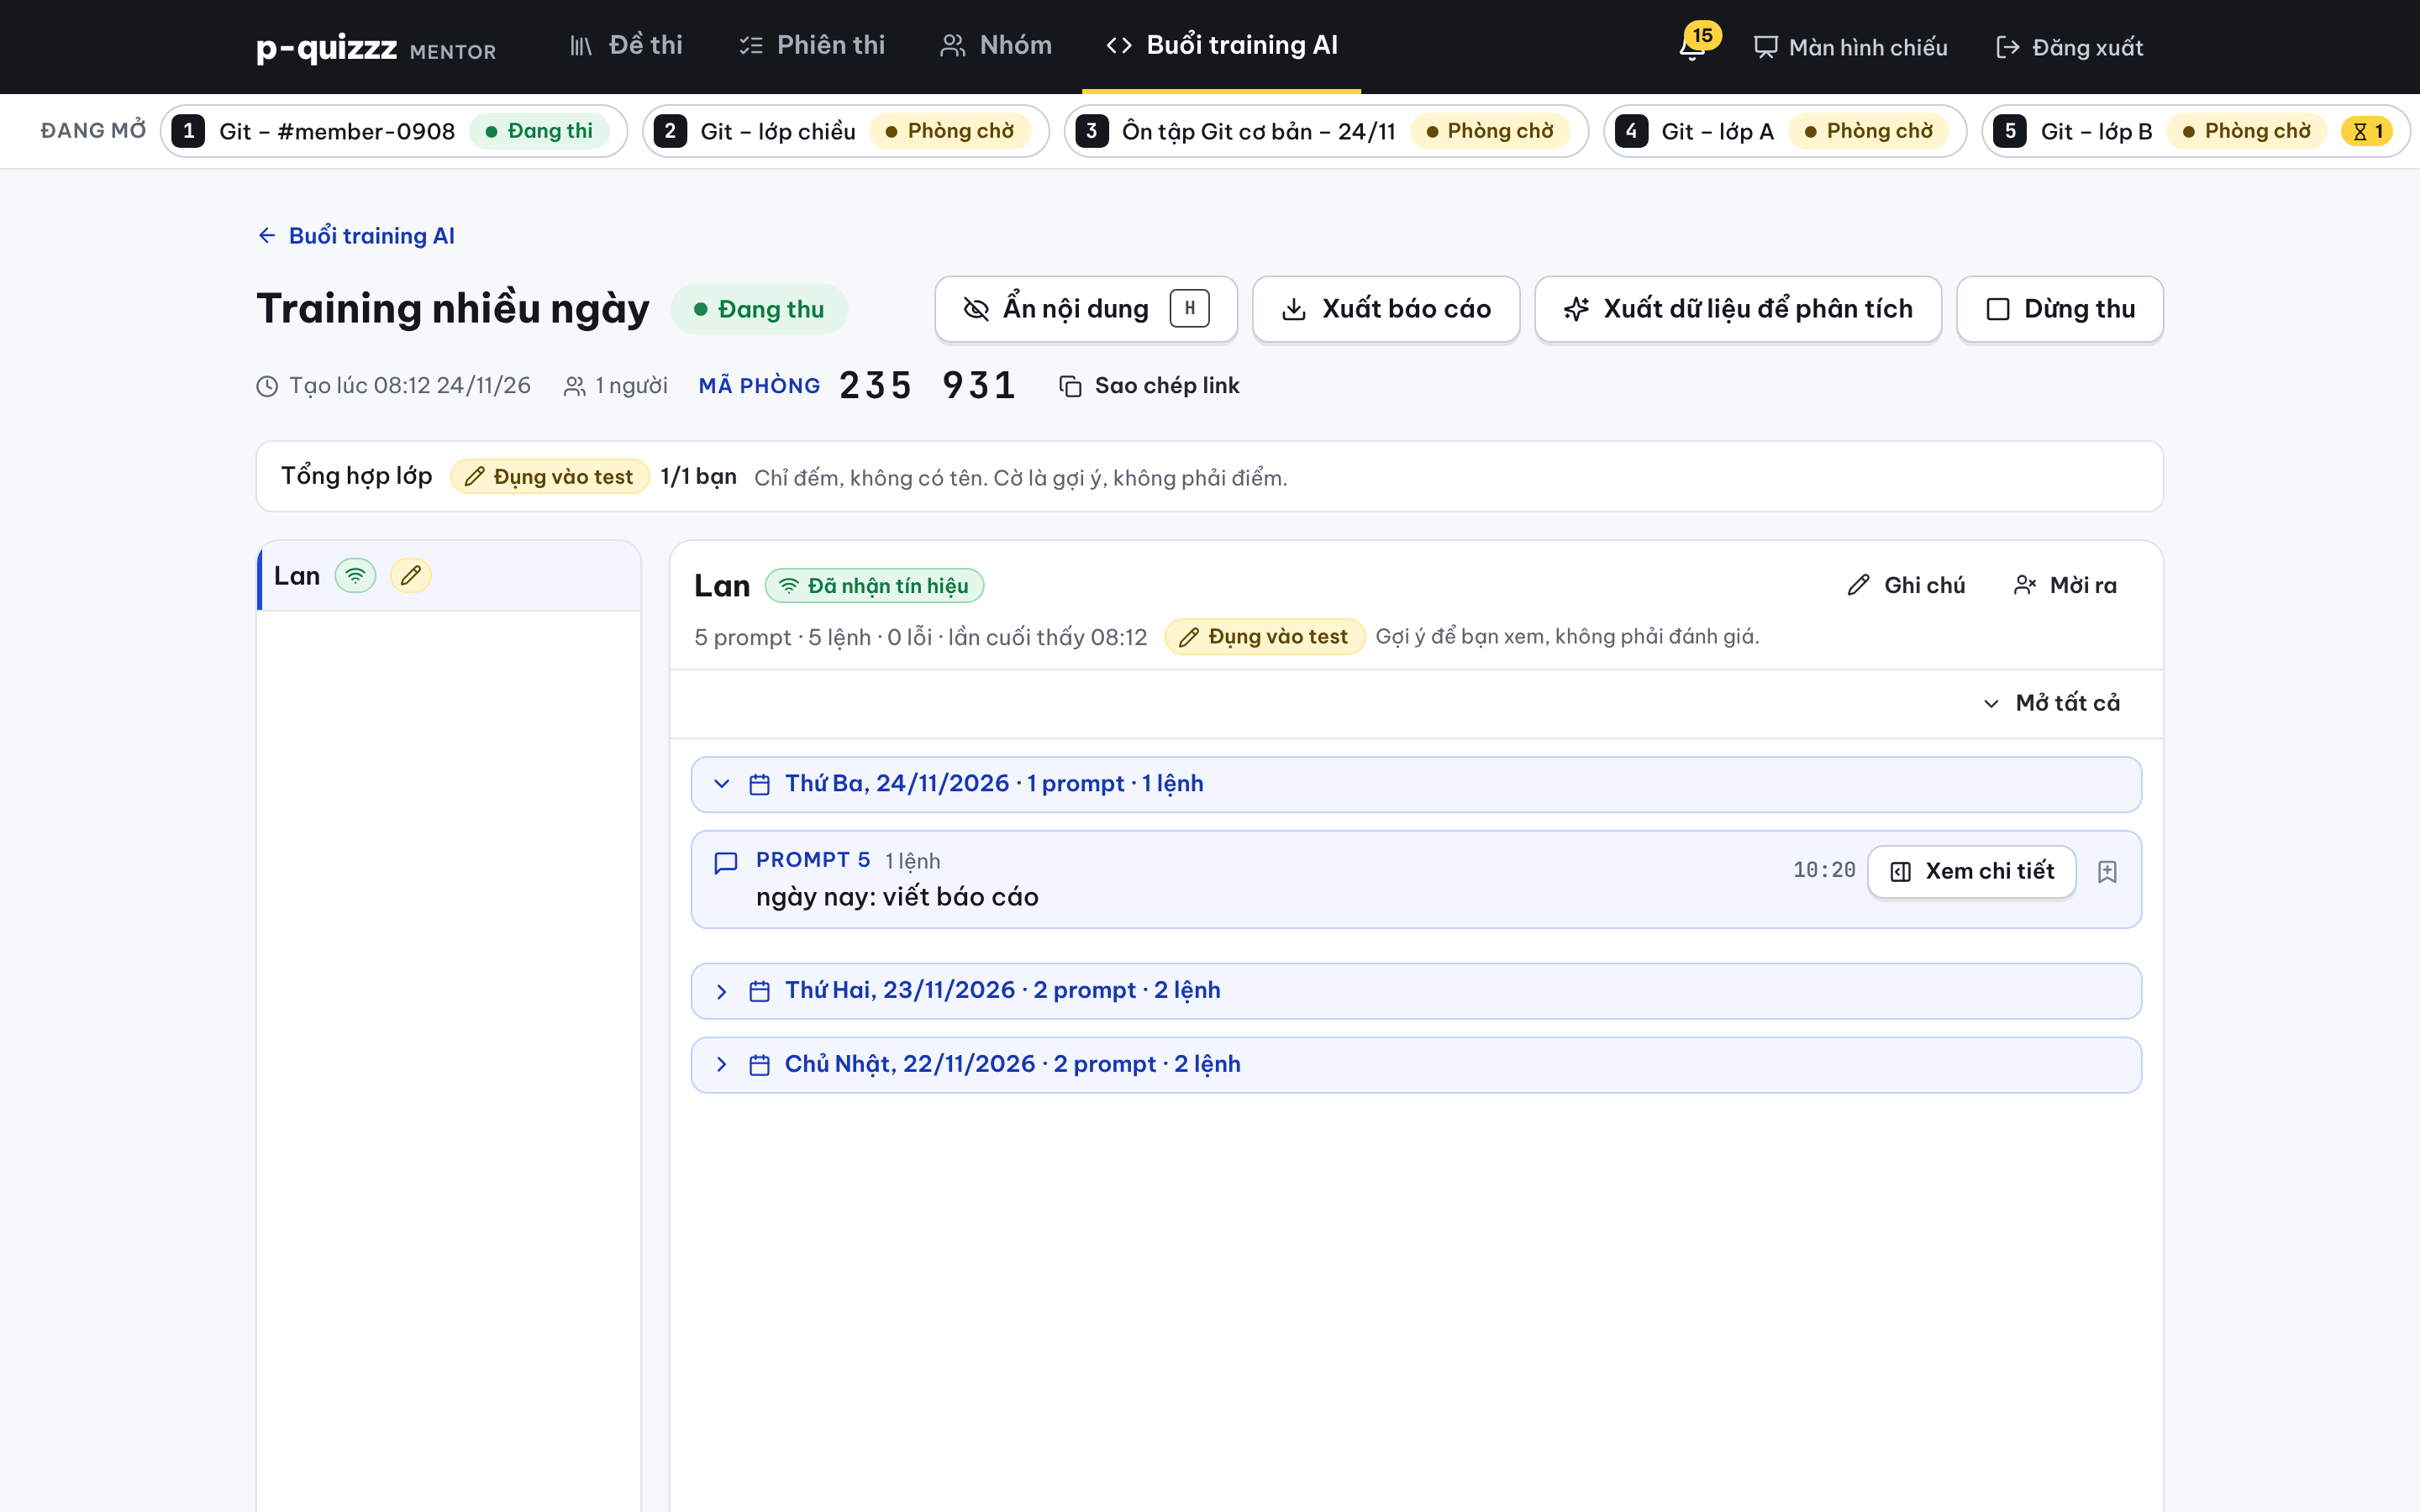 p-quizzz MENTOR Đề thi Phiên thi Nhóm Buổi training AI 15 Màn hình chiếu Đăng xuất
ĐANG MỞ 1 Git – #member-0908 Đang thi 2 Git – lớp chiều Phòng chờ 3 Ôn tập Git cơ bản – 24/11 Phòng chờ 4 Git – lớp A Phòng chờ 5 Git – lớp B Phòng chờ 1
Buổi training AI
Training nhiều ngày Đang thu Ẩn nội dung H Xuất báo cáo Xuất dữ liệu để phân tích Dừng thu
Tạo lúc 08:12 24/11/26 1 người MÃ PHÒNG 235 931 Sao chép link
Tổng hợp lớp Đụng vào test 1/1 bạn Chỉ đếm, không có tên. Cờ là gợi ý, không phải điểm.
Lan
Lan Đã nhận tín hiệu Ghi chú Mời ra
5 prompt · 5 lệnh · 0 lỗi · lần cuối thấy 08:12 Đụng vào test Gợi ý để bạn xem, không phải đánh giá.
Mở tất cả
Thứ Ba, 24/11/2026 · 1 prompt · 1 lệnh
PROMPT 5 1 lệnh 10:20 Xem chi tiết
ngày nay: viết báo cáo
Thứ Hai, 23/11/2026 · 2 prompt · 2 lệnh
Chủ Nhật, 22/11/2026 · 2 prompt · 2 lệnh